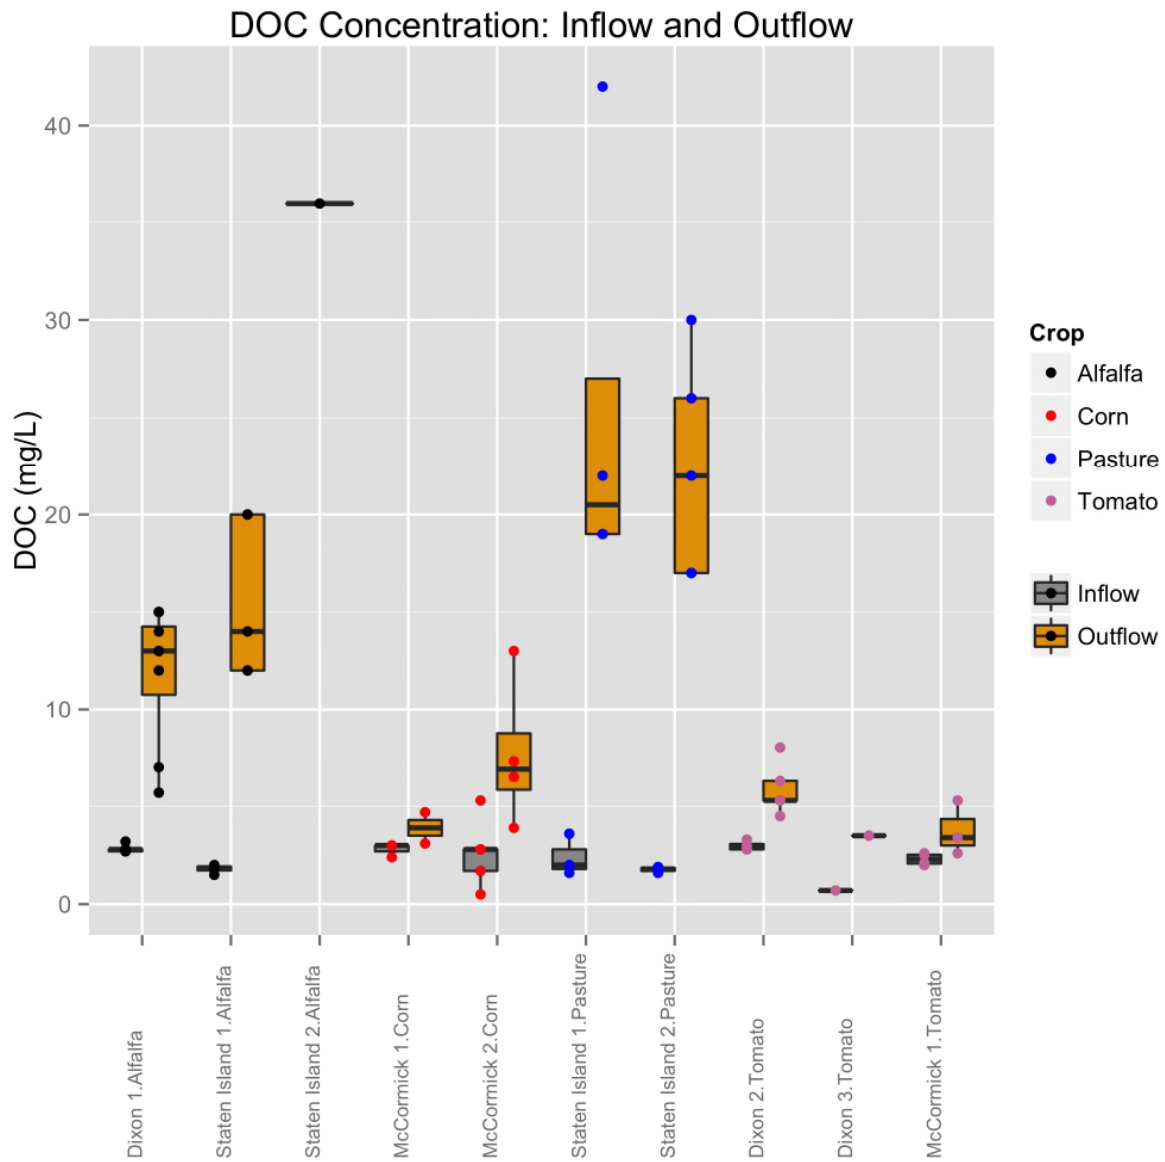 DOC Concentration: Inflow and Outflow
DOC (mg/L)
40
30
20
10
0
Dixon 1.Alfalfa
Staten Island 1.Alfalfa
Staten Island 2.Alfalfa
McCormick 1.Corn
McCormick 2.Corn
Staten Island 1.Pasture
Staten Island 2.Pasture
Dixon 2.Tomato
Dixon 3.Tomato
McCormick 1.Tomato
Crop
Alfalfa
Corn
Pasture
Tomato
Inflow
Outflow